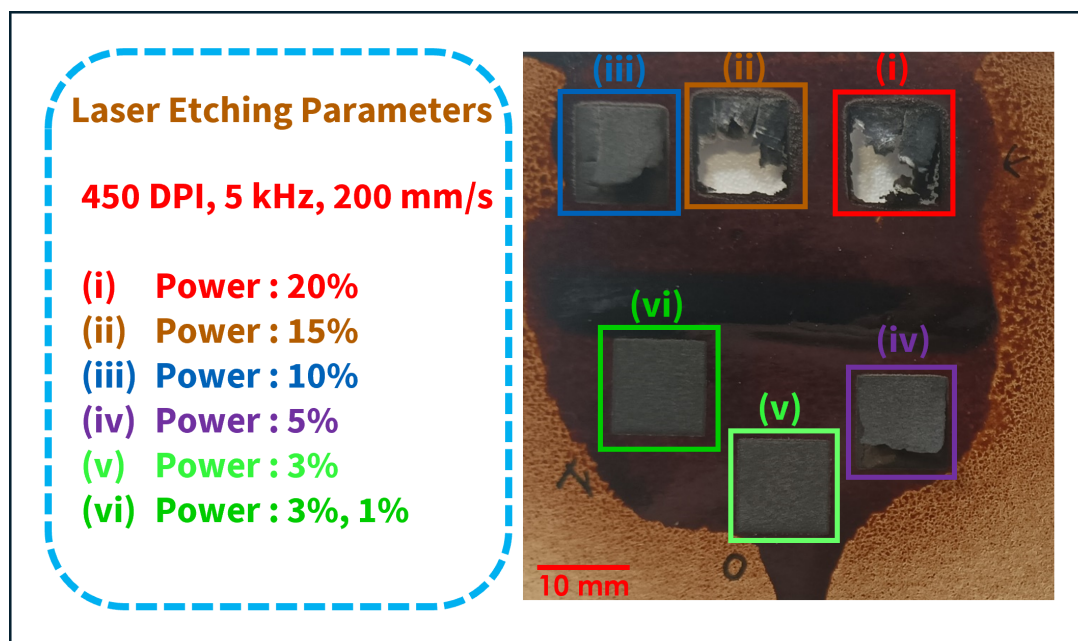 Laser Etching Parameters
450 DPI, 5 kHz, 200 mm/s
(i) Power : 20%
(ii) Power : 15%
(iii) Power : 10%
(iv) Power : 5%
(v) Power : 3%
(vi) Power : 3%, 1%
(iii) (ii) (i)
(vi)
(iv)
(v)
10 mm